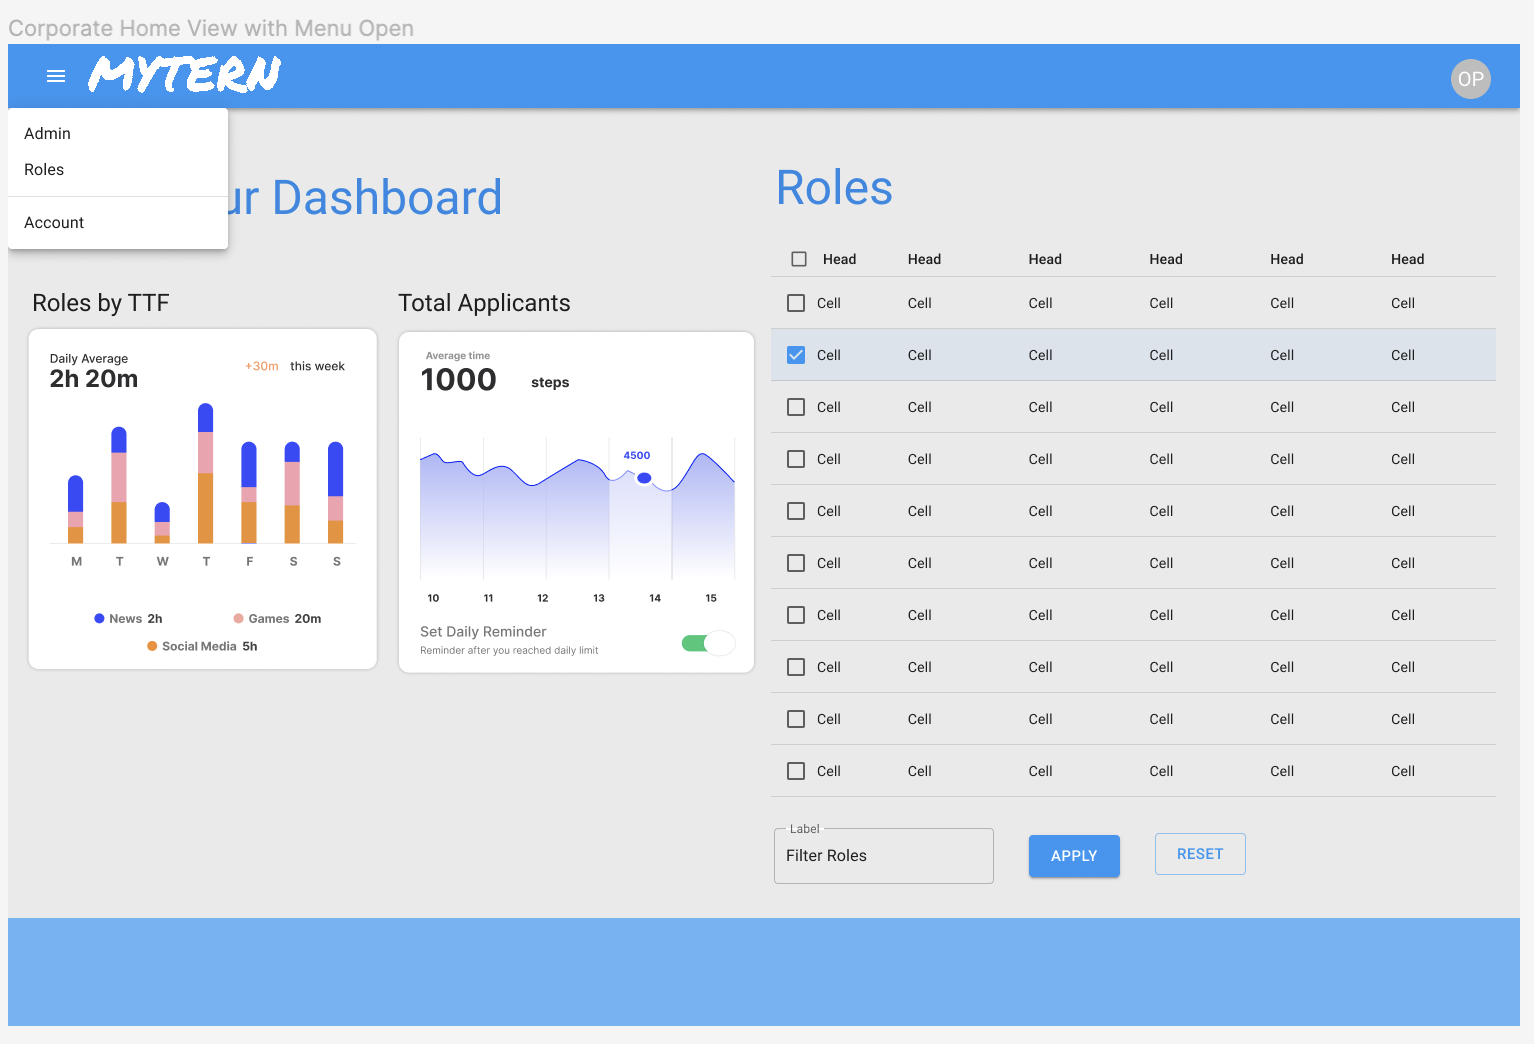 Corporate Home View with Menu Open
MYTERN
OP
Admin
Roles
Account
ur Dashboard
Roles by TTF
Daily Average
2h 20m
+30m this week
M T W T F S S
News 2h Games 20m
Social Media 5h
Total Applicants
Average time
1000 steps
4500
10 11 12 13 14 15
Set Daily Reminder
Reminder after you reached daily limit
Roles
Head Head Head Head Head Head
Cell Cell Cell Cell Cell Cell
Cell Cell Cell Cell Cell Cell
Cell Cell Cell Cell Cell Cell
Cell Cell Cell Cell Cell Cell
Cell Cell Cell Cell Cell Cell
Cell Cell Cell Cell Cell Cell
Cell Cell Cell Cell Cell Cell
Cell Cell Cell Cell Cell Cell
Cell Cell Cell Cell Cell Cell
Cell Cell Cell Cell Cell Cell
Label
Filter Roles
APPLY
RESET